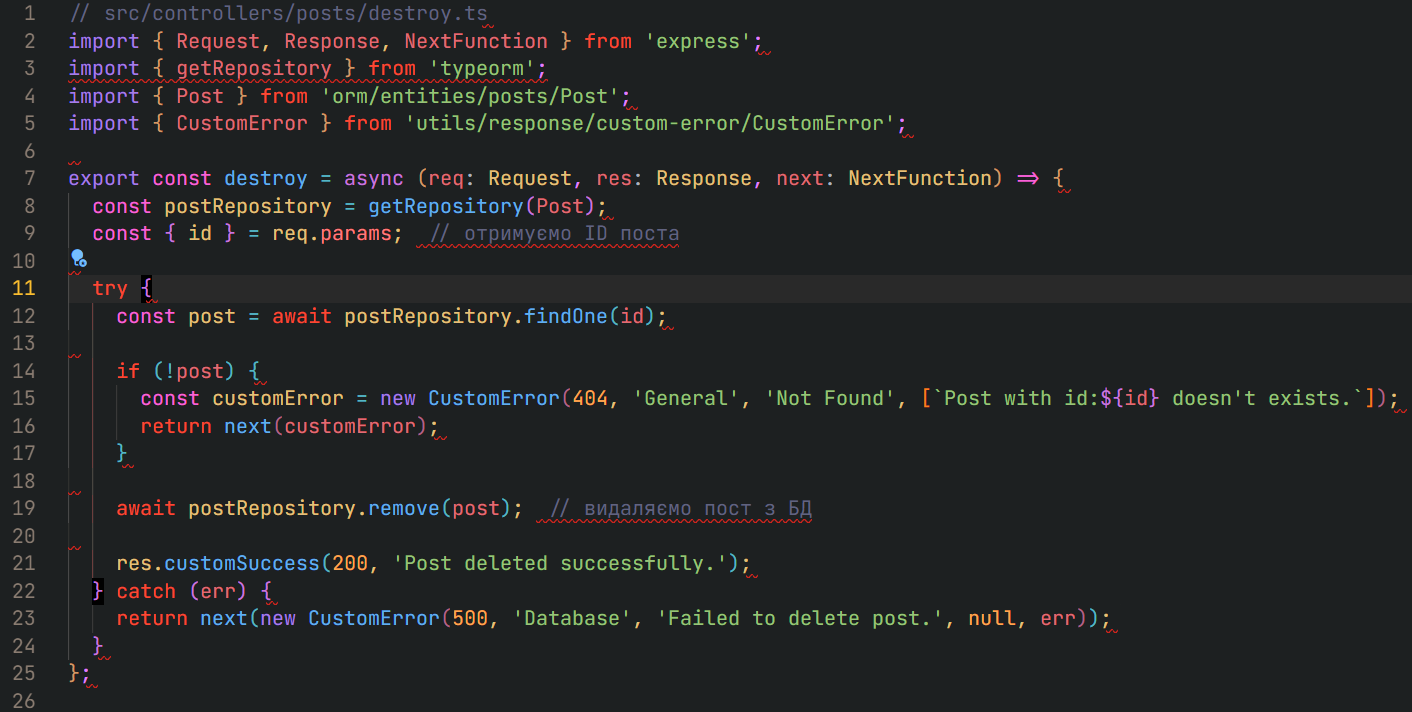 1 // src/controllers/posts/destroy.ts
2 import { Request, Response, NextFunction } from 'express';
3 import { getRepository } from 'typeorm';
4 import { Post } from 'orm/entities/posts/Post';
5 import { CustomError } from 'utils/response/custom-error/CustomError';
6
7 export const destroy = async (req: Request, res: Response, next: NextFunction) => {
8   const postRepository = getRepository(Post);
9   const { id } = req.params;  // отримуємо ID поста
10
11   try {
12     const post = await postRepository.findOne(id);
13
14     if (!post) {
15       const customError = new CustomError(404, 'General', 'Not Found', [`Post with id:${id} doesn't exists.`]);
16       return next(customError);
17     }
18
19     await postRepository.remove(post);  // видаляємо пост з БД
20
21     res.customSuccess(200, 'Post deleted successfully.');
22   } catch (err) {
23     return next(new CustomError(500, 'Database', 'Failed to delete post.', null, err));
24   }
25 };
26